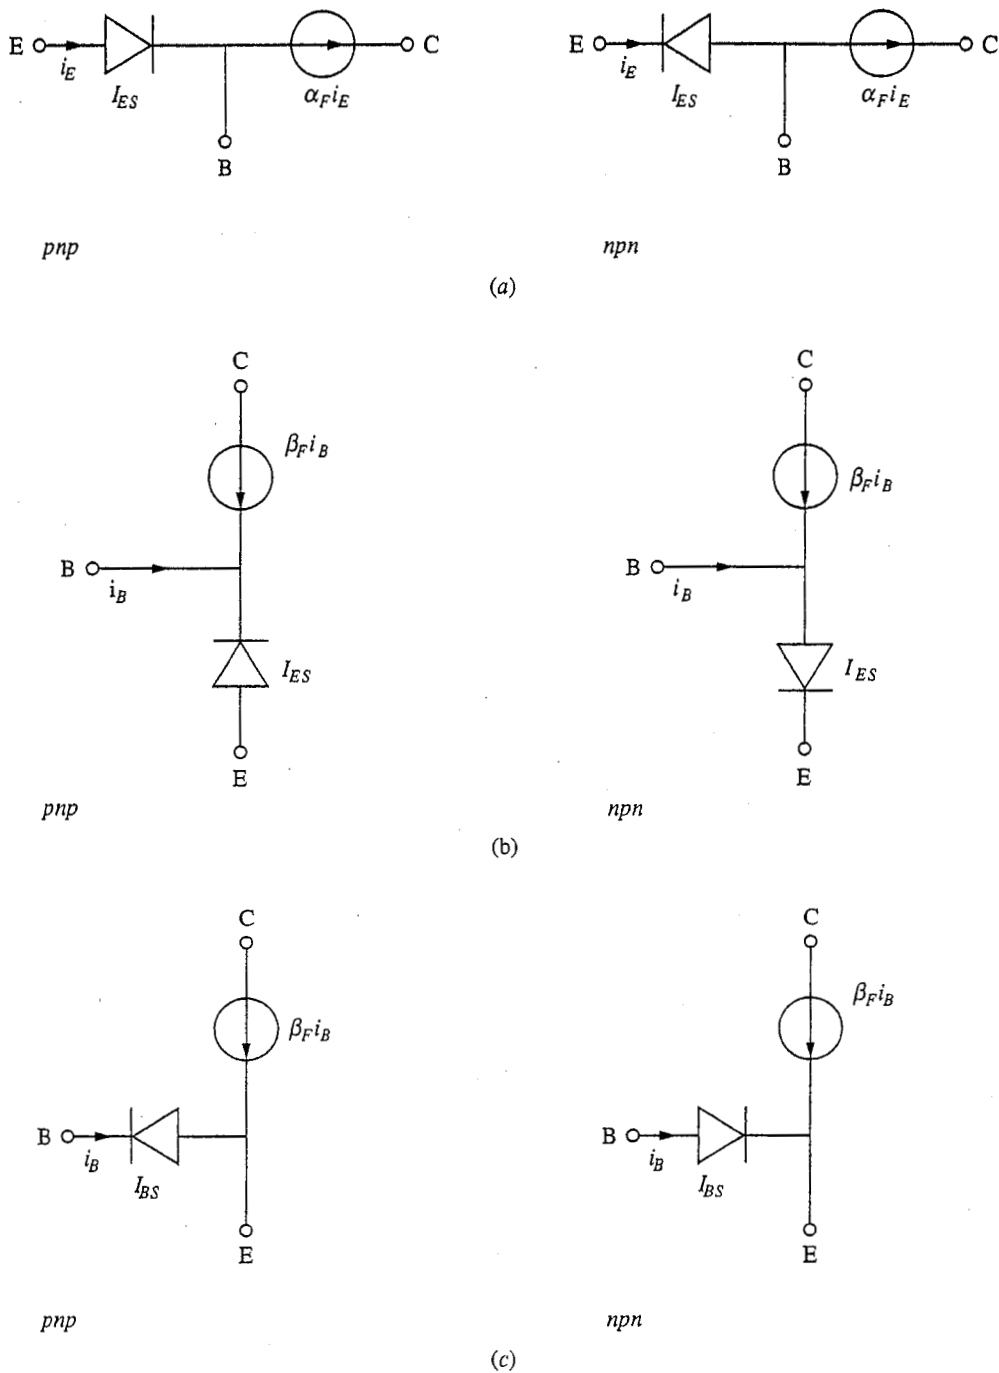 E i_E I_ES α_F i_E C
B
pnp
E i_E I_ES α_F i_E C
B
npn
(a)
C
β_F i_B
B i_B
I_ES
E
pnp
C
β_F i_B
B i_B
I_ES
E
npn
(b)
C
β_F i_B
B i_B I_BS
E
pnp
C
β_F i_B
B i_B I_BS
E
npn
(c)